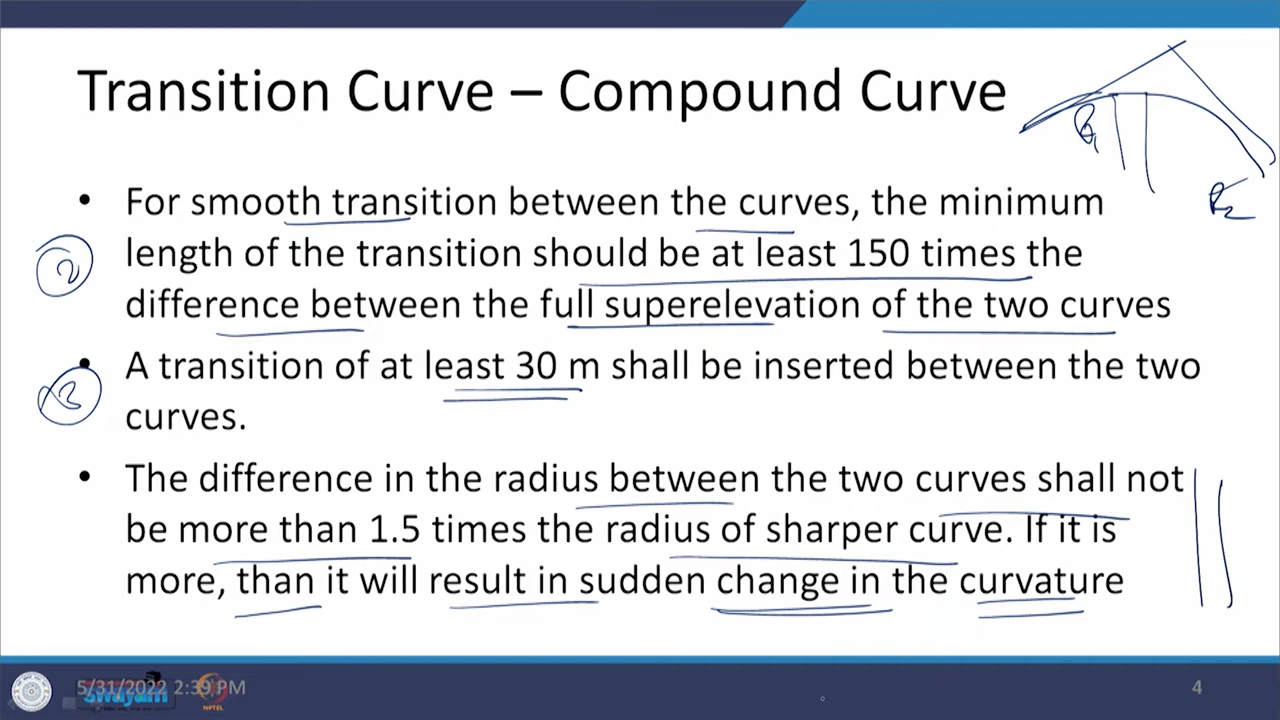 Transition Curve – Compound Curve
R1
R2
• For smooth transition between the curves, the minimum
length of the transition should be at least 150 times the
2
difference between the full superelevation of the two curves
• A transition of at least 30 m shall be inserted between the two
3
curves.
• The difference in the radius between the two curves shall not
be more than 1.5 times the radius of sharper curve. If it is
more, than it will result in sudden change in the curvature
5/31/2022 2:39 PM
swayam
NPTEL
4